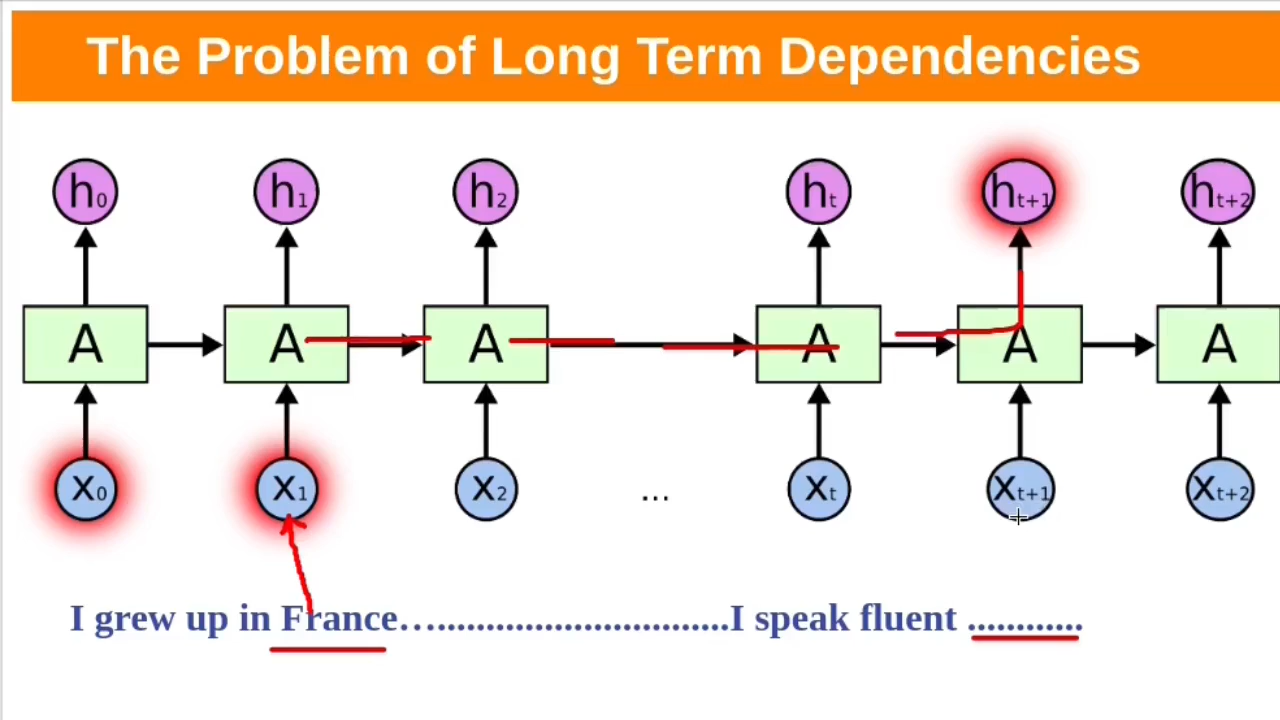 The Problem of Long Term Dependencies
h0 h1 h2 ht ht+1 ht+2
A A A A A A
x0 x1 x2 ... xt xt+1 xt+2
I grew up in France…..............................I speak fluent ............